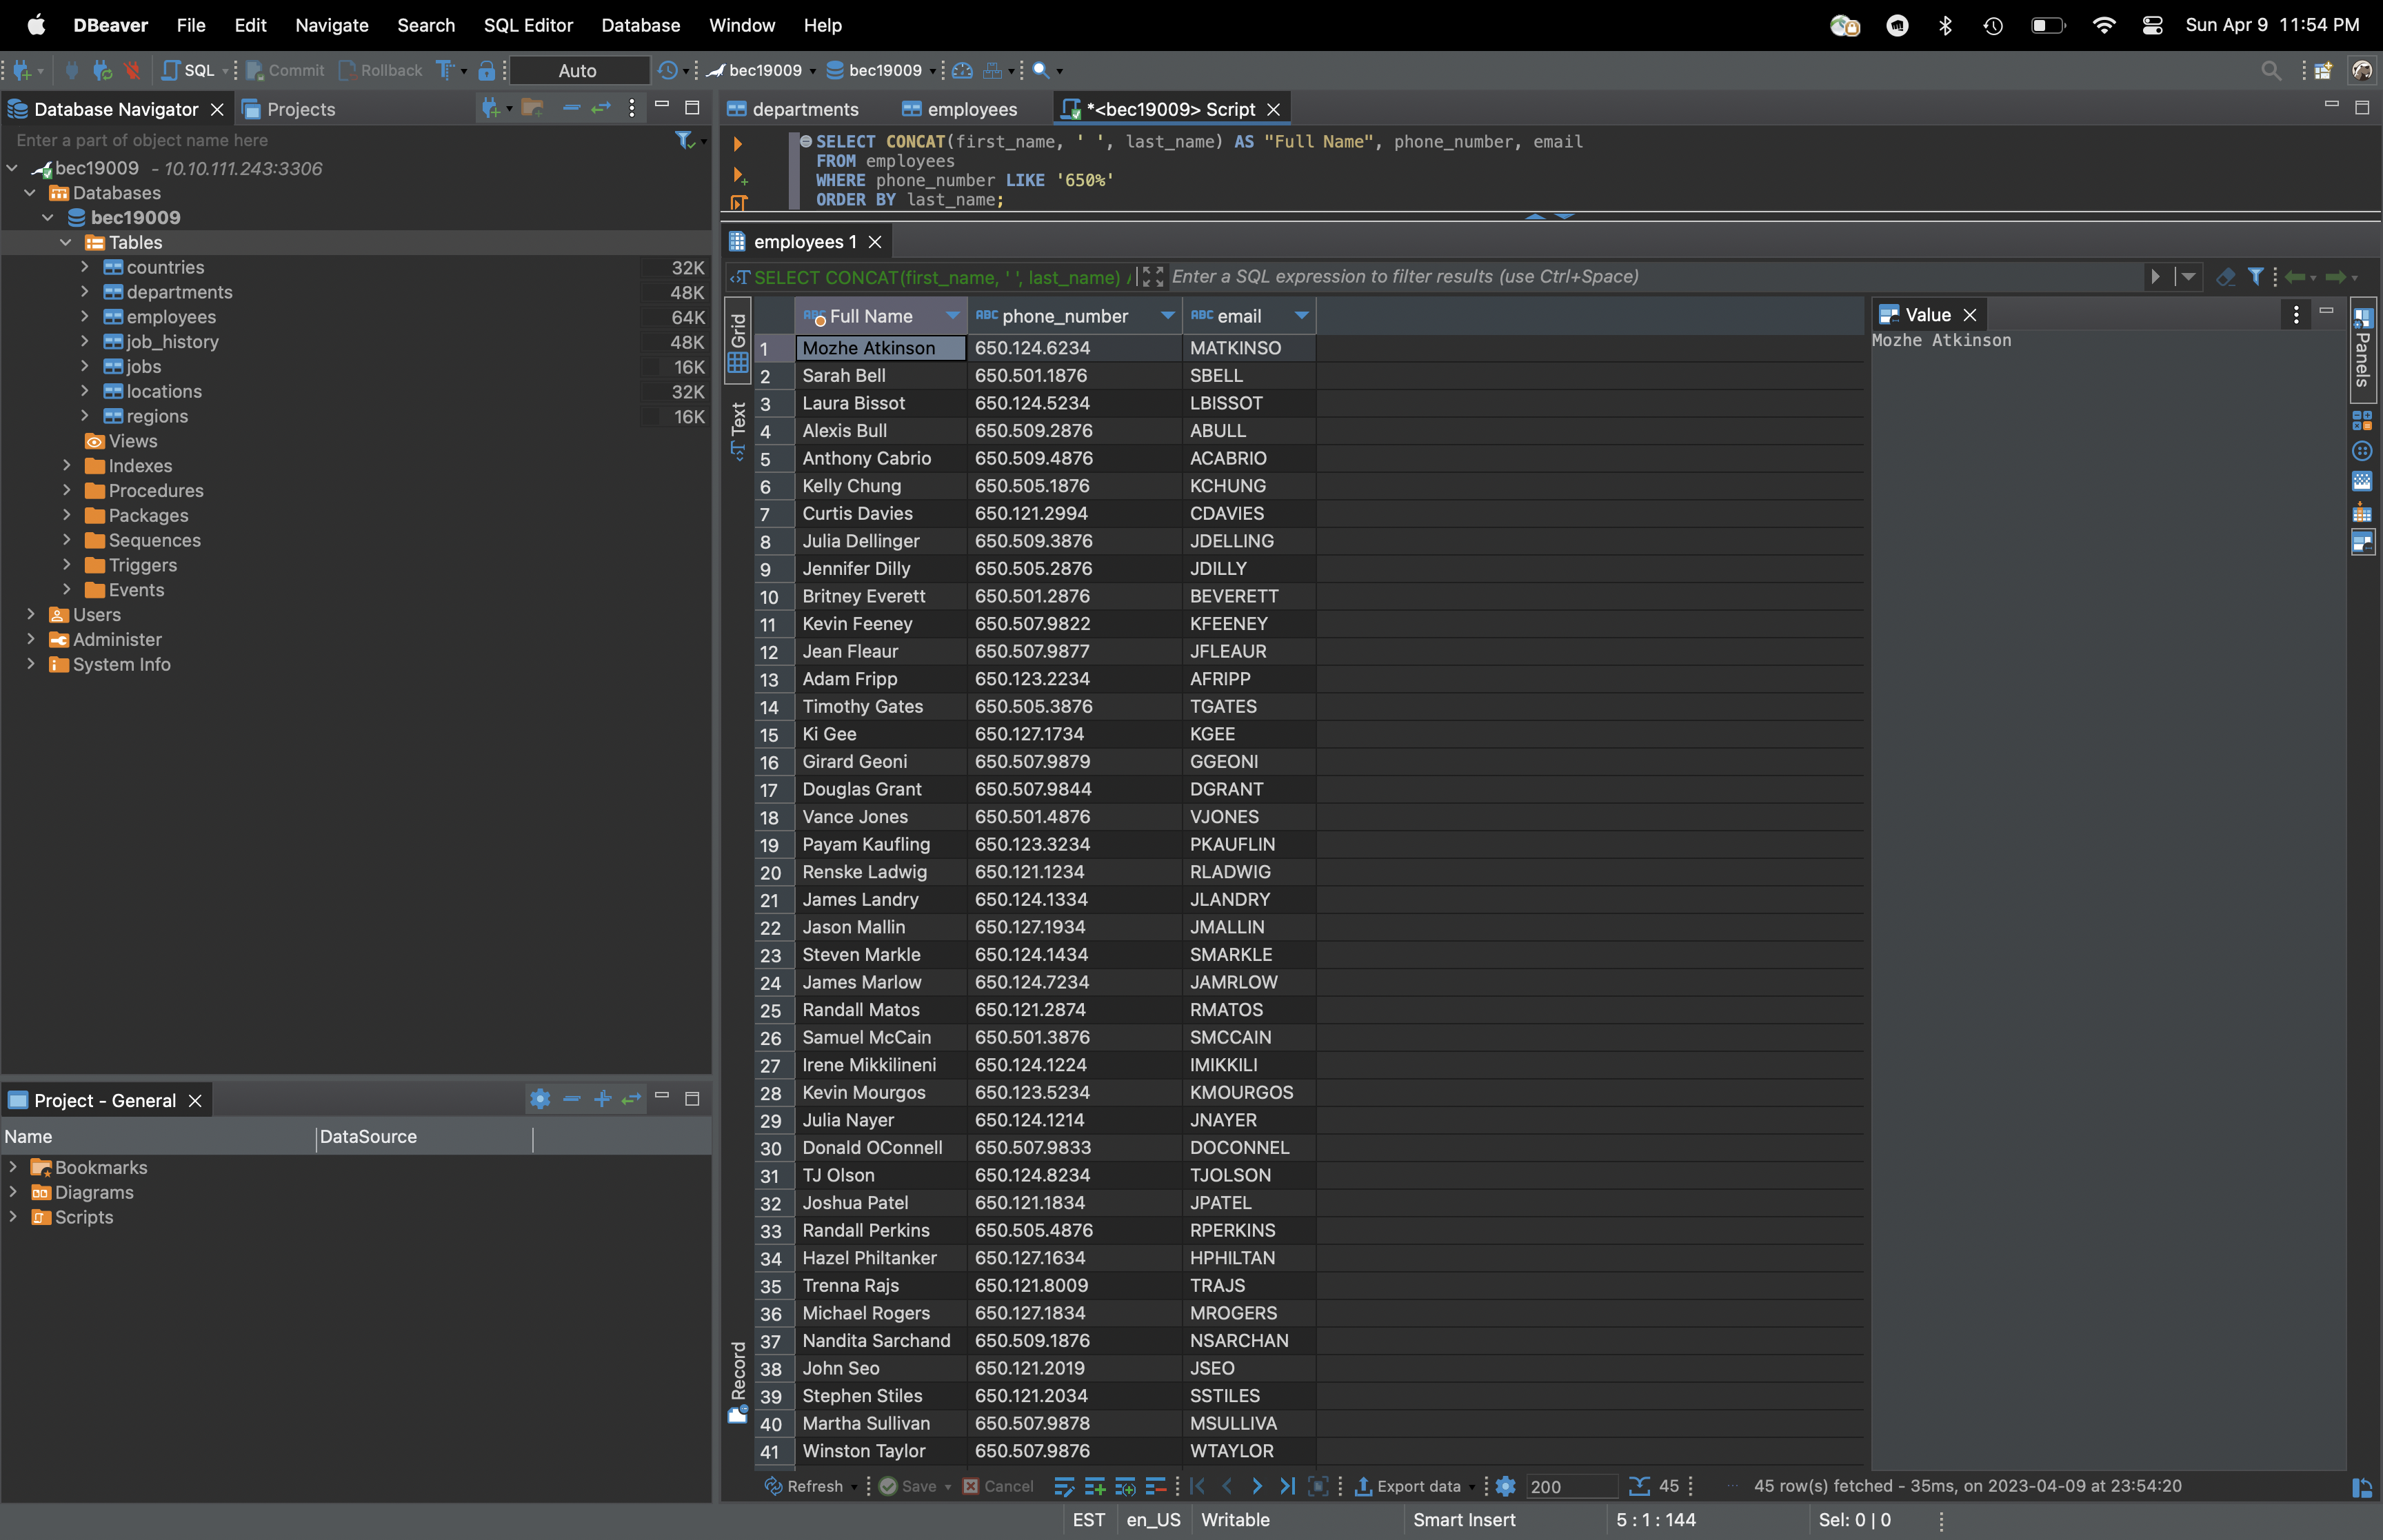 DBeaver File Edit Navigate Search SQL Editor Database Window Help Sun Apr 9 11:54 PM
SQL Commit Rollback Auto bec19009 bec19009
Database Navigator Projects
Enter a part of object name here
bec19009 - 10.10.111.243:3306
Databases
bec19009
Tables
countries 32K
departments 48K
employees 64K
job_history 48K
jobs 16K
locations 32K
regions 16K
Views
Indexes
Procedures
Packages
Sequences
Triggers
Events
Users
Administer
System Info
Project - General
Name DataSource
Bookmarks
Diagrams
Scripts
departments employees *<bec19009> Script
SELECT CONCAT(first_name, ' ', last_name) AS "Full Name", phone_number, email
FROM employees
WHERE phone_number LIKE '650%'
ORDER BY last_name;
employees 1
SELECT CONCAT(first_name, ' ', last_name) Enter a SQL expression to filter results (use Ctrl+Space)
Grid
Text
Record
ABC Full Name ABC phone_number ABC email
1 Mozhe Atkinson 650.124.6234 MATKINSO
2 Sarah Bell 650.501.1876 SBELL
3 Laura Bissot 650.124.5234 LBISSOT
4 Alexis Bull 650.509.2876 ABULL
5 Anthony Cabrio 650.509.4876 ACABRIO
6 Kelly Chung 650.505.1876 KCHUNG
7 Curtis Davies 650.121.2994 CDAVIES
8 Julia Dellinger 650.509.3876 JDELLING
9 Jennifer Dilly 650.505.2876 JDILLY
10 Britney Everett 650.501.2876 BEVERETT
11 Kevin Feeney 650.507.9822 KFEENEY
12 Jean Fleaur 650.507.9877 JFLEAUR
13 Adam Fripp 650.123.2234 AFRIPP
14 Timothy Gates 650.505.3876 TGATES
15 Ki Gee 650.127.1734 KGEE
16 Girard Geoni 650.507.9879 GGEONI
17 Douglas Grant 650.507.9844 DGRANT
18 Vance Jones 650.501.4876 VJONES
19 Payam Kaufling 650.123.3234 PKAUFLIN
20 Renske Ladwig 650.121.1234 RLADWIG
21 James Landry 650.124.1334 JLANDRY
22 Jason Mallin 650.127.1934 JMALLIN
23 Steven Markle 650.124.1434 SMARKLE
24 James Marlow 650.124.7234 JAMRLOW
25 Randall Matos 650.121.2874 RMATOS
26 Samuel McCain 650.501.3876 SMCCAIN
27 Irene Mikkilineni 650.124.1224 IMIKKILI
28 Kevin Mourgos 650.123.5234 KMOURGOS
29 Julia Nayer 650.124.1214 JNAYER
30 Donald OConnell 650.507.9833 DOCONNEL
31 TJ Olson 650.124.8234 TJOLSON
32 Joshua Patel 650.121.1834 JPATEL
33 Randall Perkins 650.505.4876 RPERKINS
34 Hazel Philtanker 650.127.1634 HPHILTAN
35 Trenna Rajs 650.121.8009 TRAJS
36 Michael Rogers 650.127.1834 MROGERS
37 Nandita Sarchand 650.509.1876 NSARCHAN
38 John Seo 650.121.2019 JSEO
39 Stephen Stiles 650.121.2034 SSTILES
40 Martha Sullivan 650.507.9878 MSULLIVA
41 Winston Taylor 650.507.9876 WTAYLOR
Value
Mozhe Atkinson
Panels
Refresh Save Cancel Export data 200 45 45 row(s) fetched - 35ms, on 2023-04-09 at 23:54:20
EST en_US Writable Smart Insert 5 : 1 : 144 Sel: 0 | 0